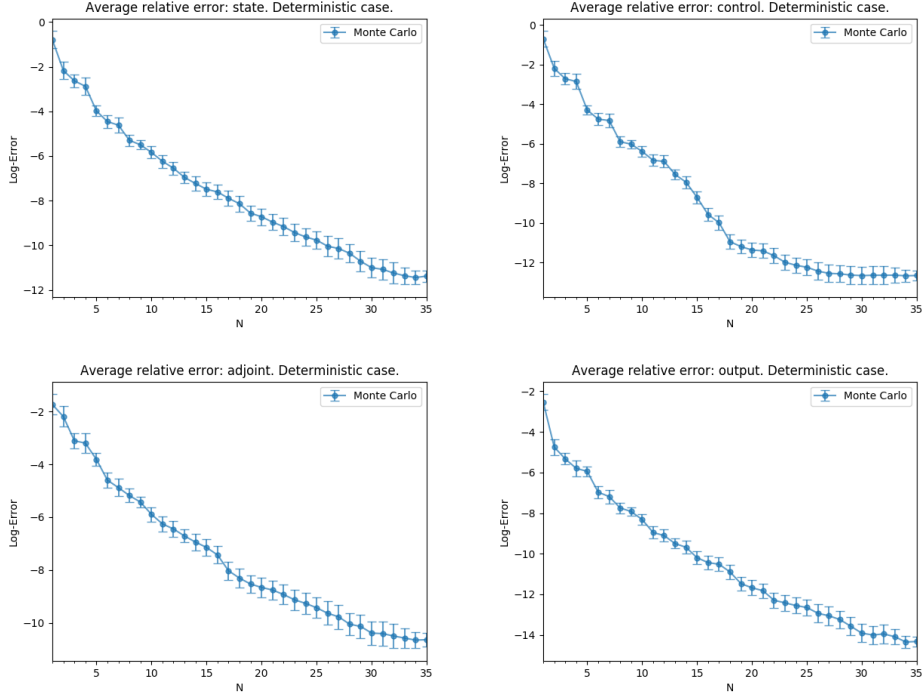 Average relative error: state. Deterministic case.
Monte Carlo
0
−2
−4
−6
−8
−10
−12
Log-Error
5 10 15 20 25 30 35
N
Average relative error: control. Deterministic case.
Monte Carlo
0
−2
−4
−6
−8
−10
−12
Log-Error
5 10 15 20 25 30 35
N
Average relative error: adjoint. Deterministic case.
Monte Carlo
−2
−4
−6
−8
−10
Log-Error
5 10 15 20 25 30 35
N
Average relative error: output. Deterministic case.
Monte Carlo
−2
−4
−6
−8
−10
−12
−14
Log-Error
5 10 15 20 25 30 35
N